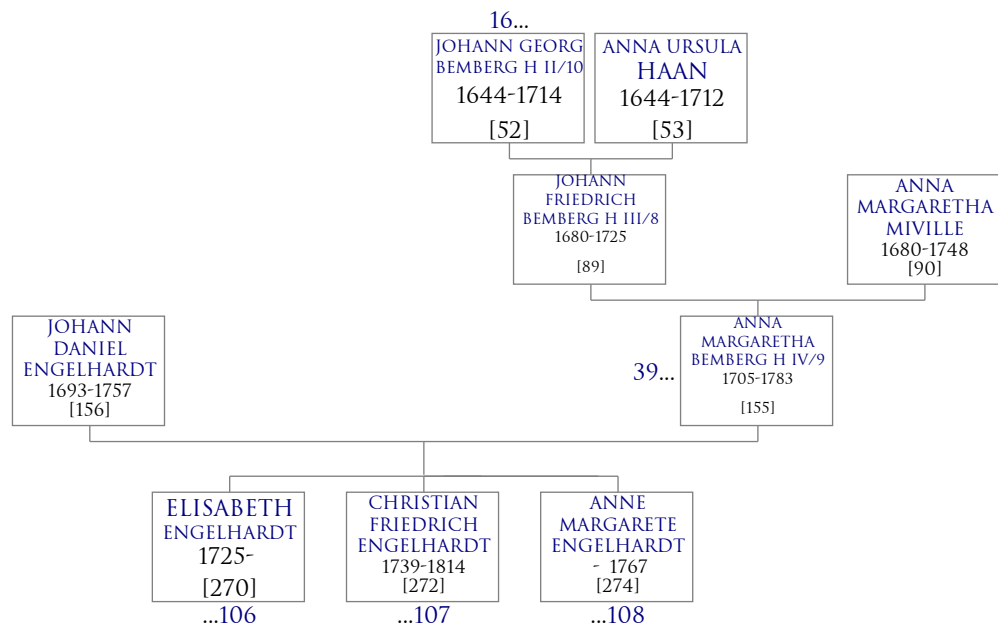 16...
JOHANN GEORG
BEMBERG H II/10
1644-1714
[52]
ANNA URSULA
HAAN
1644-1712
[53]
JOHANN
FRIEDRICH
BEMBERG H III/8
1680-1725
[89]
ANNA
MARGARETHA
MIVILLE
1680-1748
[90]
JOHANN
DANIEL
ENGELHARDT
1693-1757
[156]
39...
ANNA
MARGARETHA
BEMBERG H IV/9
1705-1783
[155]
ELISABETH
ENGELHARDT
1725-
[270]
...106
CHRISTIAN
FRIEDRICH
ENGELHARDT
1739-1814
[272]
...107
ANNE
MARGARETE
ENGELHARDT
- 1767
[274]
...108